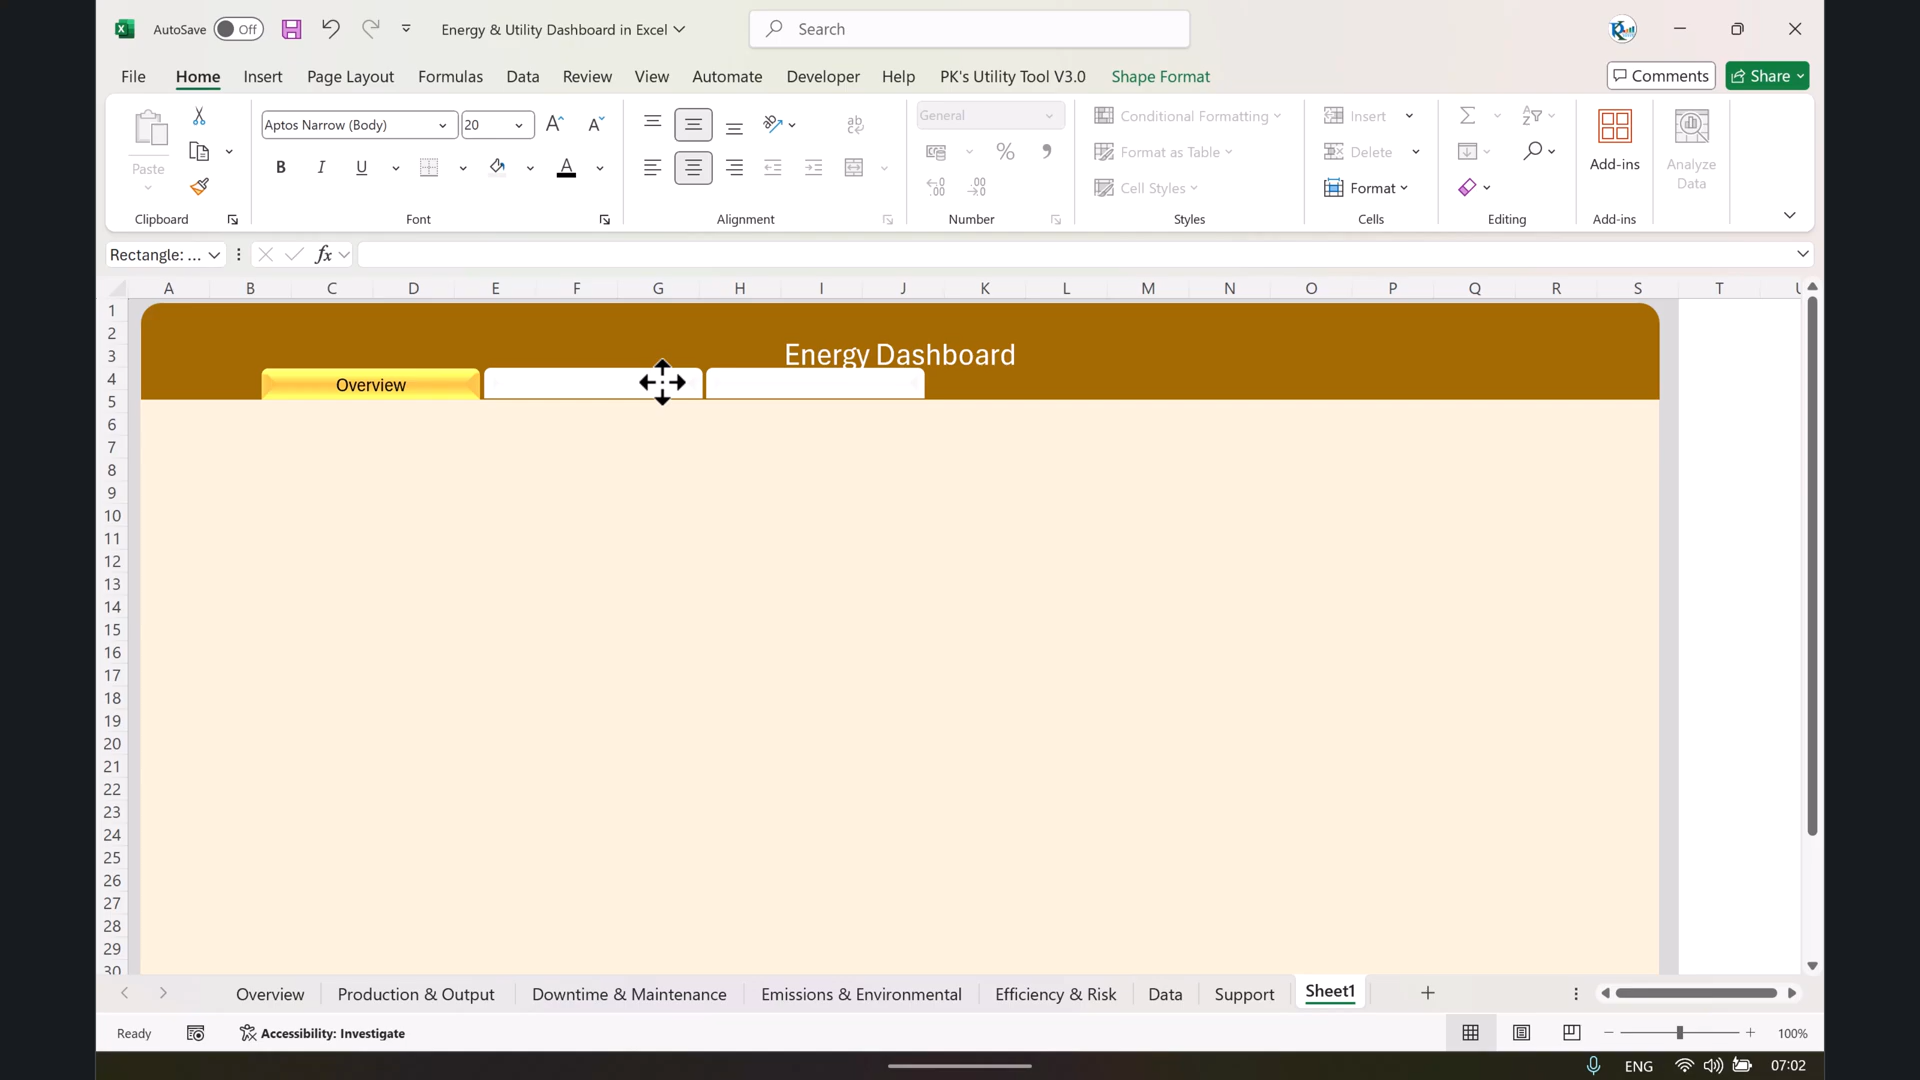 AutoSave Off Energy & Utility Dashboard in Excel Search
File Home Insert Page Layout Formulas Data Review View Automate Developer Help PK's Utility Tool V3.0 Shape Format Comments Share
Paste
Clipboard
Aptos Narrow (Body) 20
B I U
Font
Alignment
General
Number
Conditional Formatting
Format as Table
Cell Styles
Styles
Insert
Delete
Format
Cells
Editing
Add-ins
Add-ins
Analyze
Data
Rectangle: ... fx
A B C D E F G H I J K L M N O P Q R S T U
1
2
3
4
5
6
7
8
9
10
11
12
13
14
15
16
17
18
19
20
21
22
23
24
25
26
27
28
29
30
Energy Dashboard
Overview
Overview Production & Output Downtime & Maintenance Emissions & Environmental Efficiency & Risk Data Support Sheet1
Ready Accessibility: Investigate 100%
ENG 07:02